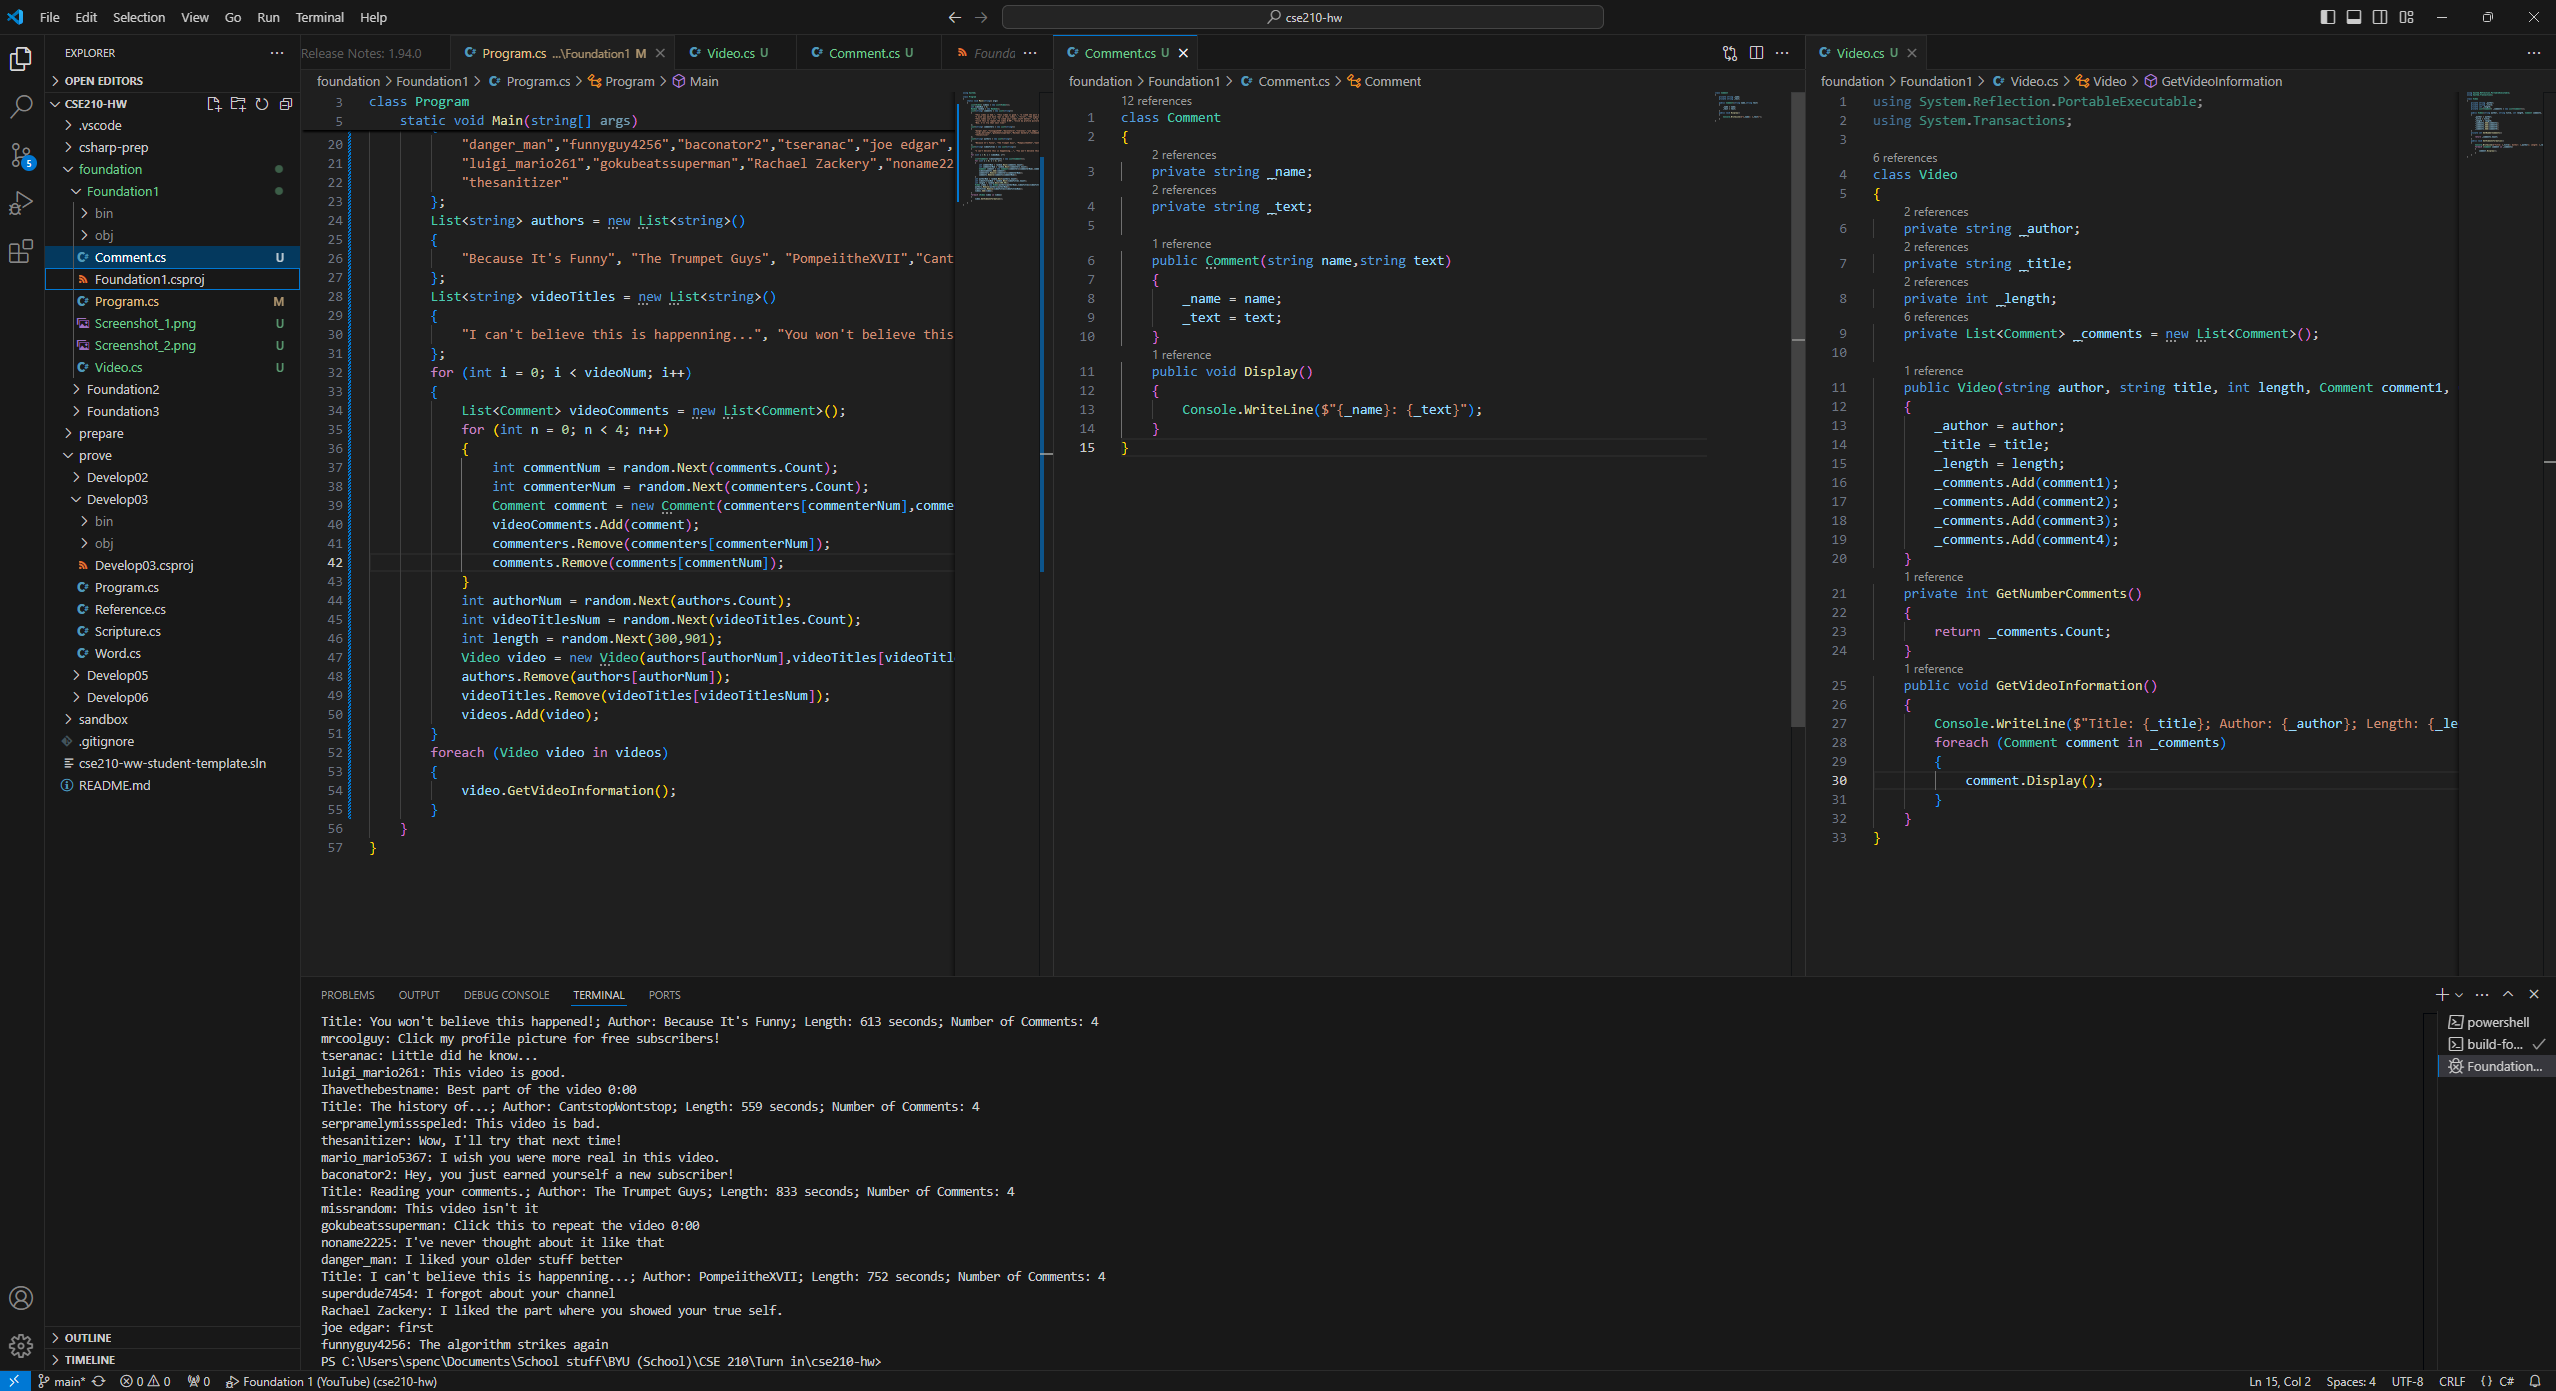 File Edit Selection View Go Run Terminal Help
cse210-hw
EXPLORER
OPEN EDITORS
CSE210-HW
.vscode
csharp-prep
foundation
Foundation1
bin
obj
Comment.cs U
Foundation1.csproj
Program.cs M
Screenshot_1.png U
Screenshot_2.png U
Video.cs U
Foundation2
Foundation3
prepare
prove
Develop02
Develop03
bin
obj
Develop03.csproj
Program.cs
Reference.cs
Scripture.cs
Word.cs
Develop05
Develop06
sandbox
.gitignore
cse210-ww-student-template.sln
README.md
OUTLINE
TIMELINE
Release Notes: 1.94.0 Program.cs ...\Foundation1 M Video.cs U Comment.cs U Founda
foundation > Foundation1 > Program.cs > Program > Main
3 class Program
5 static void Main(string[] args)
20 "danger_man","funnyguy4256","baconator2","tseranac","joe edgar",
21 "luigi_mario261","gokubeatssuperman","Rachael Zackery","noname22
22 "thesanitizer"
23 };
24 List<string> authors = new List<string>()
25 {
26 "Because It's Funny", "The Trumpet Guys", "PompeiitheXVII","Cant
27 };
28 List<string> videoTitles = new List<string>()
29 {
30 "I can't believe this is happenning...", "You won't believe this
31 };
32 for (int i = 0; i < videoNum; i++)
33 {
34 List<Comment> videoComments = new List<Comment>();
35 for (int n = 0; n < 4; n++)
36 {
37 int commentNum = random.Next(comments.Count);
38 int commenterNum = random.Next(commenters.Count);
39 Comment comment = new Comment(commenters[commenterNum],comme
40 videoComments.Add(comment);
41 commenters.Remove(commenters[commenterNum]);
42 comments.Remove(comments[commentNum]);
43 }
44 int authorNum = random.Next(authors.Count);
45 int videoTitlesNum = random.Next(videoTitles.Count);
46 int length = random.Next(300,901);
47 Video video = new Video(authors[authorNum],videoTitles[videoTitl
48 authors.Remove(authors[authorNum]);
49 videoTitles.Remove(videoTitles[videoTitlesNum]);
50 videos.Add(video);
51 }
52 foreach (Video video in videos)
53 {
54 video.GetVideoInformation();
55 }
56 }
57 }
Comment.cs U
foundation > Foundation1 > Comment.cs > Comment
12 references
1 class Comment
2 {
2 references
3 private string _name;
2 references
4 private string _text;
5
1 reference
6 public Comment(string name,string text)
7 {
8 _name = name;
9 _text = text;
10 }
1 reference
11 public void Display()
12 {
13 Console.WriteLine($"{_name}: {_text}");
14 }
15 }
Video.cs U
foundation > Foundation1 > Video.cs > Video > GetVideoInformation
1 using System.Reflection.PortableExecutable;
2 using System.Transactions;
3
6 references
4 class Video
5 {
2 references
6 private string _author;
2 references
7 private string _title;
2 references
8 private int _length;
6 references
9 private List<Comment> _comments = new List<Comment>();
10
1 reference
11 public Video(string author, string title, int length, Comment comment1,
12 {
13 _author = author;
14 _title = title;
15 _length = length;
16 _comments.Add(comment1);
17 _comments.Add(comment2);
18 _comments.Add(comment3);
19 _comments.Add(comment4);
20 }
1 reference
21 private int GetNumberComments()
22 {
23 return _comments.Count;
24 }
1 reference
25 public void GetVideoInformation()
26 {
27 Console.WriteLine($"Title: {_title}; Author: {_author}; Length: {_le
28 foreach (Comment comment in _comments)
29 {
30 comment.Display();
31 }
32 }
33 }
PROBLEMS OUTPUT DEBUG CONSOLE TERMINAL PORTS
Title: You won't believe this happened!; Author: Because It's Funny; Length: 613 seconds; Number of Comments: 4
mrcoolguy: Click my profile picture for free subscribers!
tseranac: Little did he know...
luigi_mario261: This video is good.
Ihavethebestname: Best part of the video 0:00
Title: The history of...; Author: CantstopWontstop; Length: 559 seconds; Number of Comments: 4
serpramelymissspeled: This video is bad.
thesanitizer: Wow, I'll try that next time!
mario_mario5367: I wish you were more real in this video.
baconator2: Hey, you just earned yourself a new subscriber!
Title: Reading your comments.; Author: The Trumpet Guys; Length: 833 seconds; Number of Comments: 4
missrandom: This video isn't it
gokubeatssuperman: Click this to repeat the video 0:00
noname2225: I've never thought about it like that
danger_man: I liked your older stuff better
Title: I can't believe this is happenning...; Author: PompeiitheXVII; Length: 752 seconds; Number of Comments: 4
superdude7454: I forgot about your channel
Rachael Zackery: I liked the part where you showed your true self.
joe edgar: first
funnyguy4256: The algorithm strikes again
PS C:\Users\spenc\Documents\School stuff\BYU (School)\CSE 210\Turn in\cse210-hw>
powershell
build-fo...
Foundation...
5
main* 0 0 0 Foundation 1 (YouTube) (cse210-hw)
Ln 15, Col 2 Spaces: 4 UTF-8 CRLF {} C#